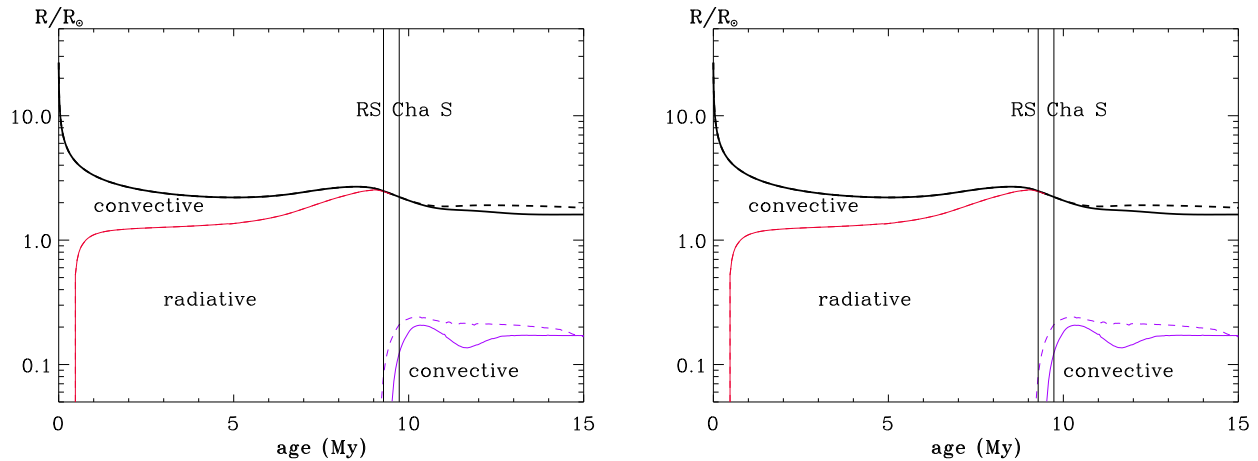 R/R☉
10.0
1.0
0.1
RS Cha S
convective
radiative
convective
0 5 10 15
age (My)
R/R☉
10.0
1.0
0.1
RS Cha S
convective
radiative
convective
0 5 10 15
age (My)